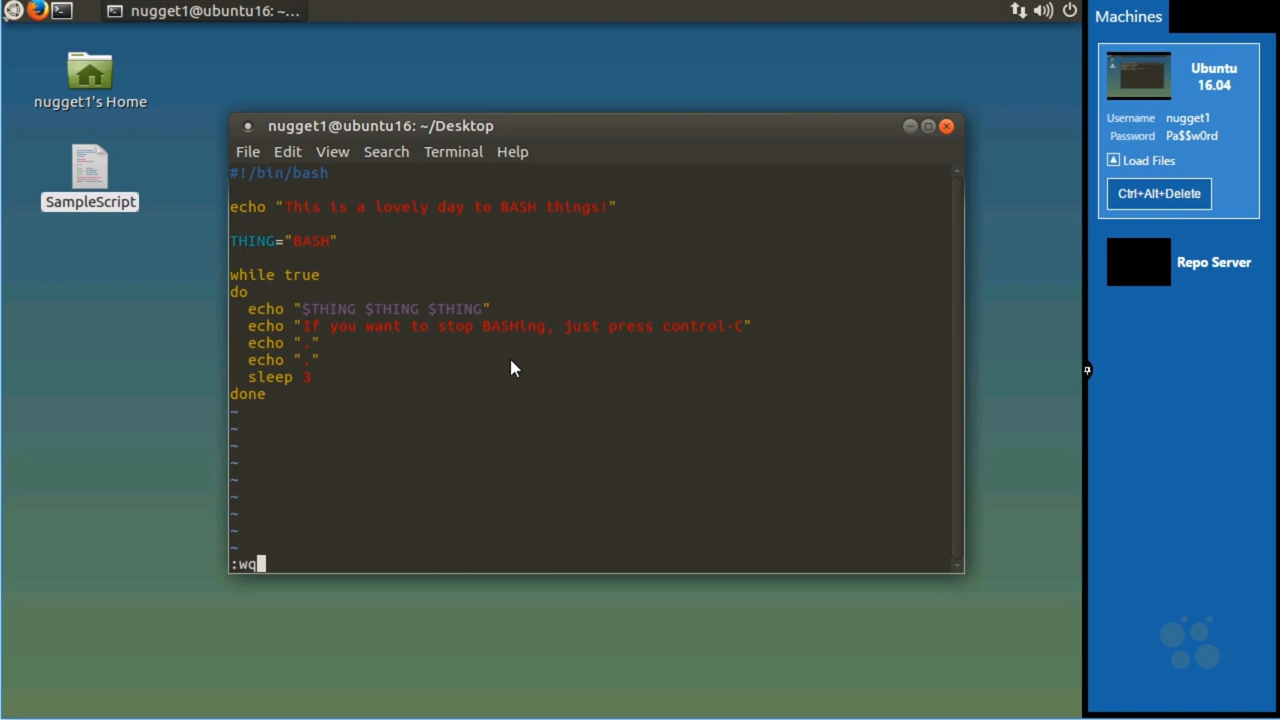 nugget1@ubuntu16: ~...
nugget1's Home
SampleScript
nugget1@ubuntu16: ~/Desktop
File Edit View Search Terminal Help
#!/bin/bash
echo "This is a lovely day to BASH things!"
THING="BASH"
while true
do
  echo "$THING $THING $THING"
  echo "If you want to stop BASHing, just press control-C"
  echo "."
  echo "."
  sleep 3
done
~
~
~
~
~
~
~
~
~
:wq
Machines
Ubuntu
16.04
Username nugget1
Password Pa$$w0rd
Load Files
Ctrl+Alt+Delete
Repo Server